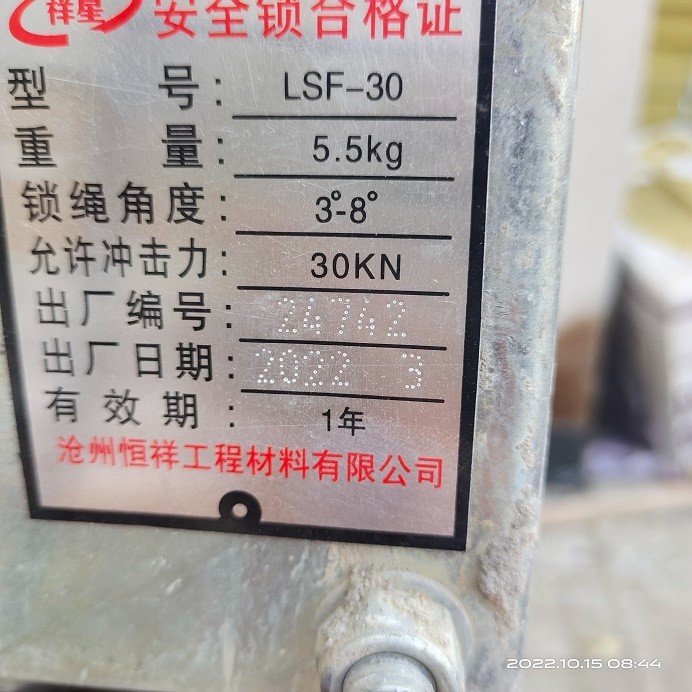 祥星 安全锁合格证
型 号: LSF-30
重 量: 5.5kg
锁绳角度: 3°-8°
允许冲击力: 30KN
出厂编号: 24742
出厂日期: 2022 3
有效期: 1年
沧州恒祥工程材料有限公司
2022.10.15 08:44